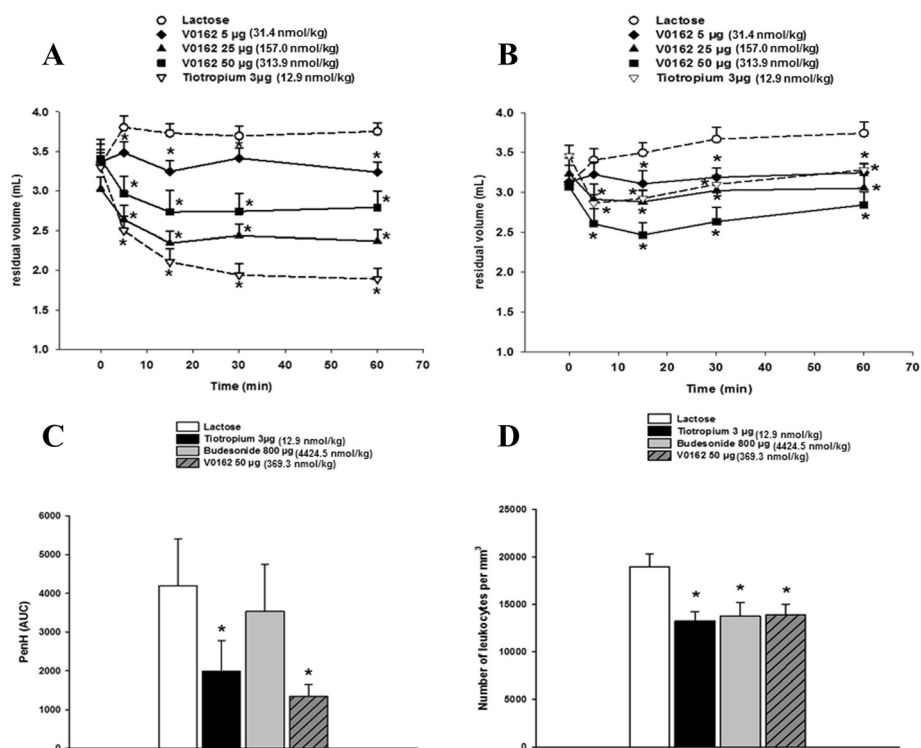 A
Lactose
V0162 5 µg (31.4 nmol/kg)
V0162 25 µg (157.0 nmol/kg)
V0162 50 µg (313.9 nmol/kg)
Tiotropium 3µg (12.9 nmol/kg)
residual volume (mL)
4.0
3.5
3.0
2.5
2.0
1.5
1.0
* * * *
* * * *
* * * *
* * * *
0 10 20 30 40 50 60 70
Time (min)
B
Lactose
V0162 5 µg (31.4 nmol/kg)
V0162 25 µg (157.0 nmol/kg)
V0162 50 µg (313.9 nmol/kg)
Tiotropium 3µg (12.9 nmol/kg)
residual volume (mL)
4.0
3.5
3.0
2.5
2.0
1.5
1.0
* * *
* * * *
* * * *
* * * *
0 10 20 30 40 50 60 70
Time (min)
C
Lactose
Tiotropium 3µg (12.9 nmol/kg)
Budesonide 800 µg (4424.5 nmol/kg)
V0162 50 µg (369.3 nmol/kg)
PenH (AUC)
6000
5000
4000
3000
2000
1000
0
* *
D
Lactose
Tiotropium 3 µg (12.9 nmol/kg)
Budesonide 800 µg (4424.5 nmol/kg)
V0162 50 µg (369.3 nmol/kg)
Number of leukocytes per mm³
25000
20000
15000
10000
5000
0
* * *